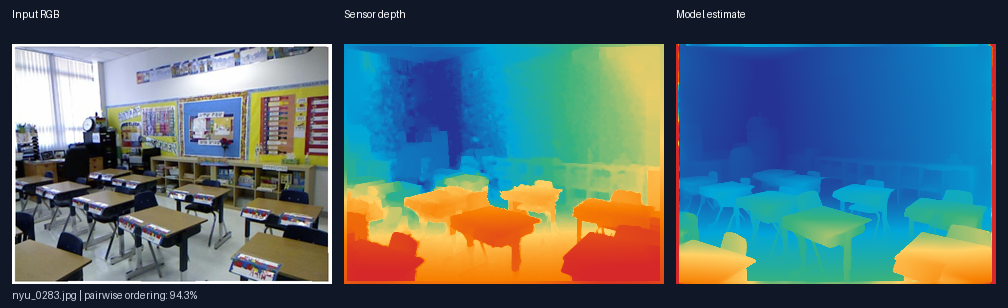 Input RGB
Sensor depth
Model estimate
nyu_0283.jpg | pairwise ordering: 94.3%